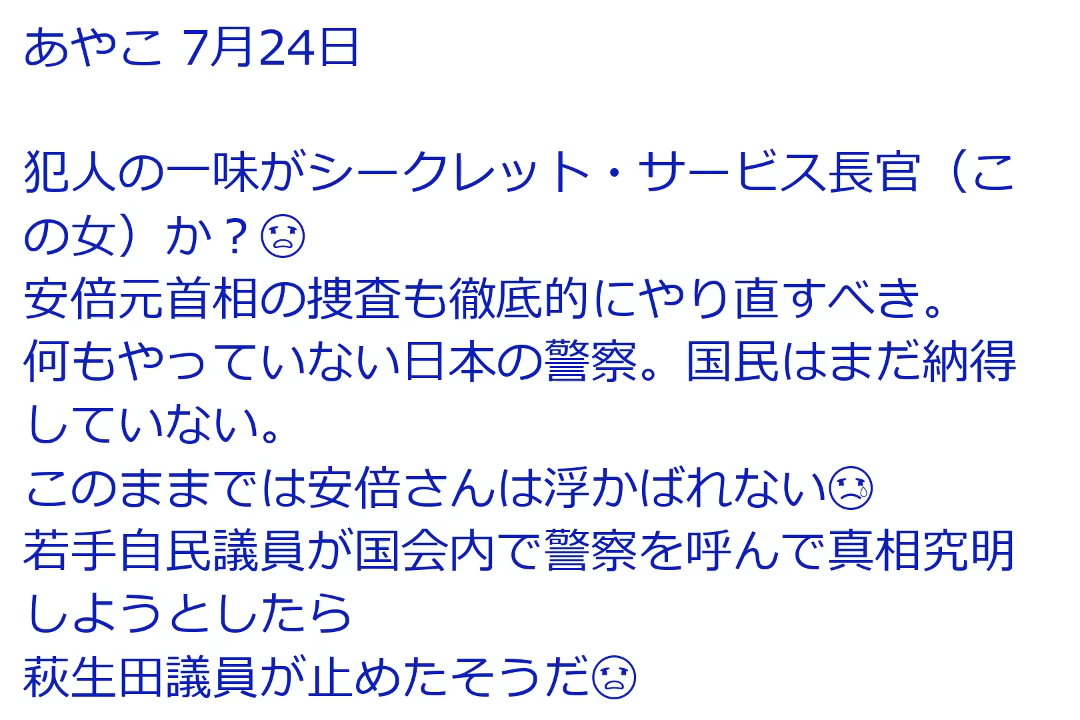 あやこ 7月24日
犯人の一味がシークレット・サービス長官（こ
の女）か？😟
安倍元首相の捜査も徹底的にやり直すべき。
何もやっていない日本の警察。国民はまだ納得
していない。
このままでは安倍さんは浮かばれない😢
若手自民議員が国会内で警察を呼んで真相究明
しようとしたら
萩生田議員が止めたそうだ😟